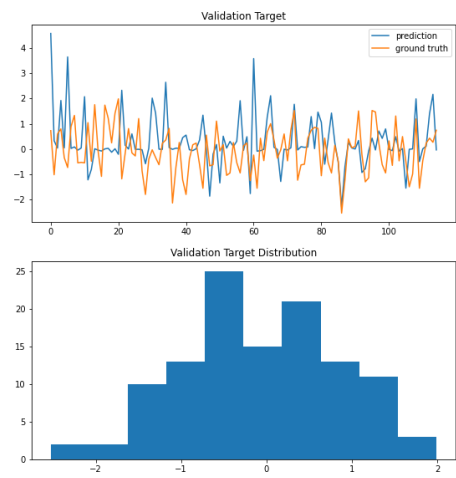 Validation Target
prediction
ground truth
4
3
2
1
0
−1
−2
0 20 40 60 80 100
Validation Target Distribution
25
20
15
10
5
0
−2 −1 0 1 2